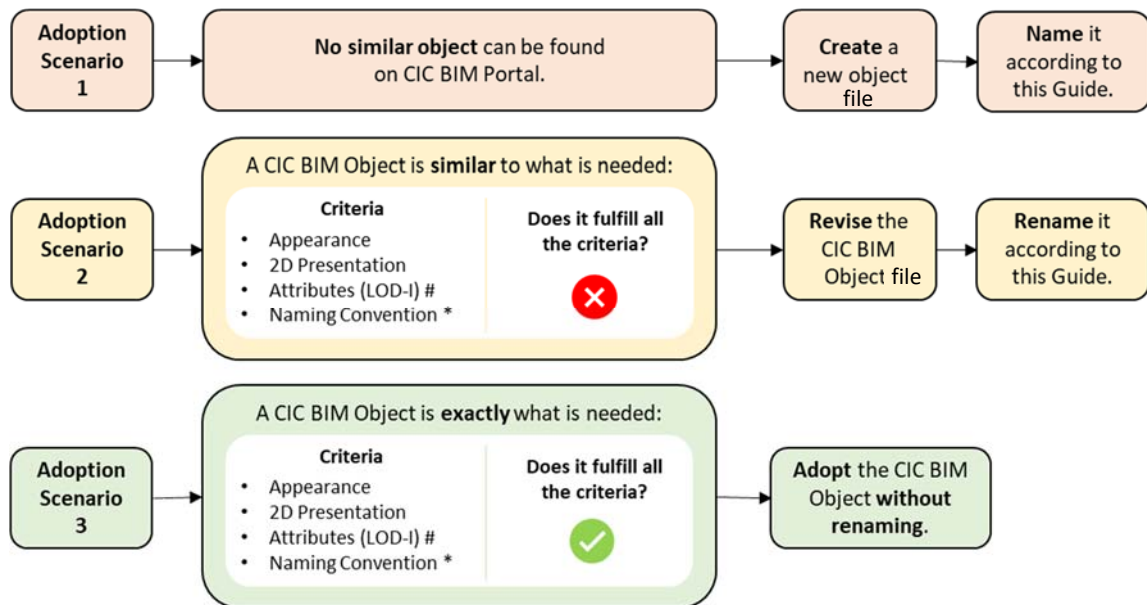 Adoption
Scenario
1
No similar object can be found
on CIC BIM Portal.
Create a
new object
file
Name it
according to
this Guide.
Adoption
Scenario
2
A CIC BIM Object is similar to what is needed:
Criteria
• Appearance
• 2D Presentation
• Attributes (LOD-I) #
• Naming Convention *
Does it fulfill all
the criteria?
Revise the
CIC BIM
Object file
Rename it
according to
this Guide.
Adoption
Scenario
3
A CIC BIM Object is exactly what is needed:
Criteria
• Appearance
• 2D Presentation
• Attributes (LOD-I) #
• Naming Convention *
Does it fulfill all
the criteria?
Adopt the CIC BIM
Object without
renaming.